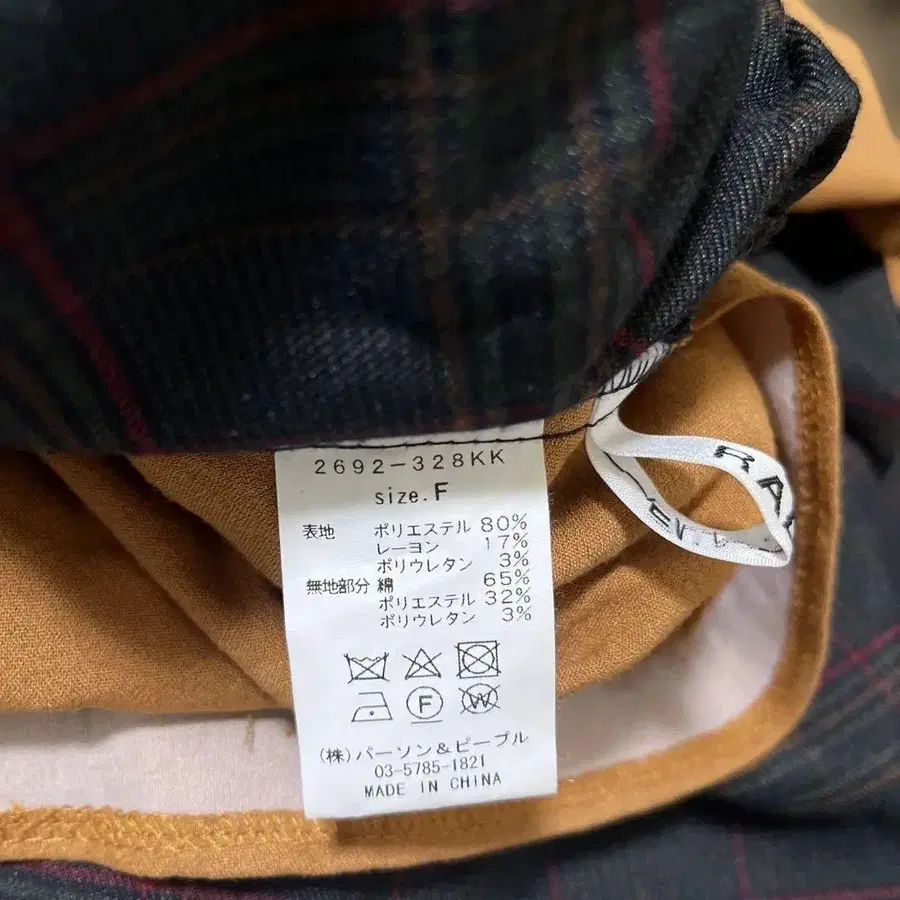 2692-328KK
size.F
表地 ポリエステル 80%
レーヨン 17%
ポリウレタン 3%
無地部分 綿 65%
ポリエステル 32%
ポリウレタン 3%
F
W
(株)パーソン&ピープル
03-5785-1821
MADE IN CHINA